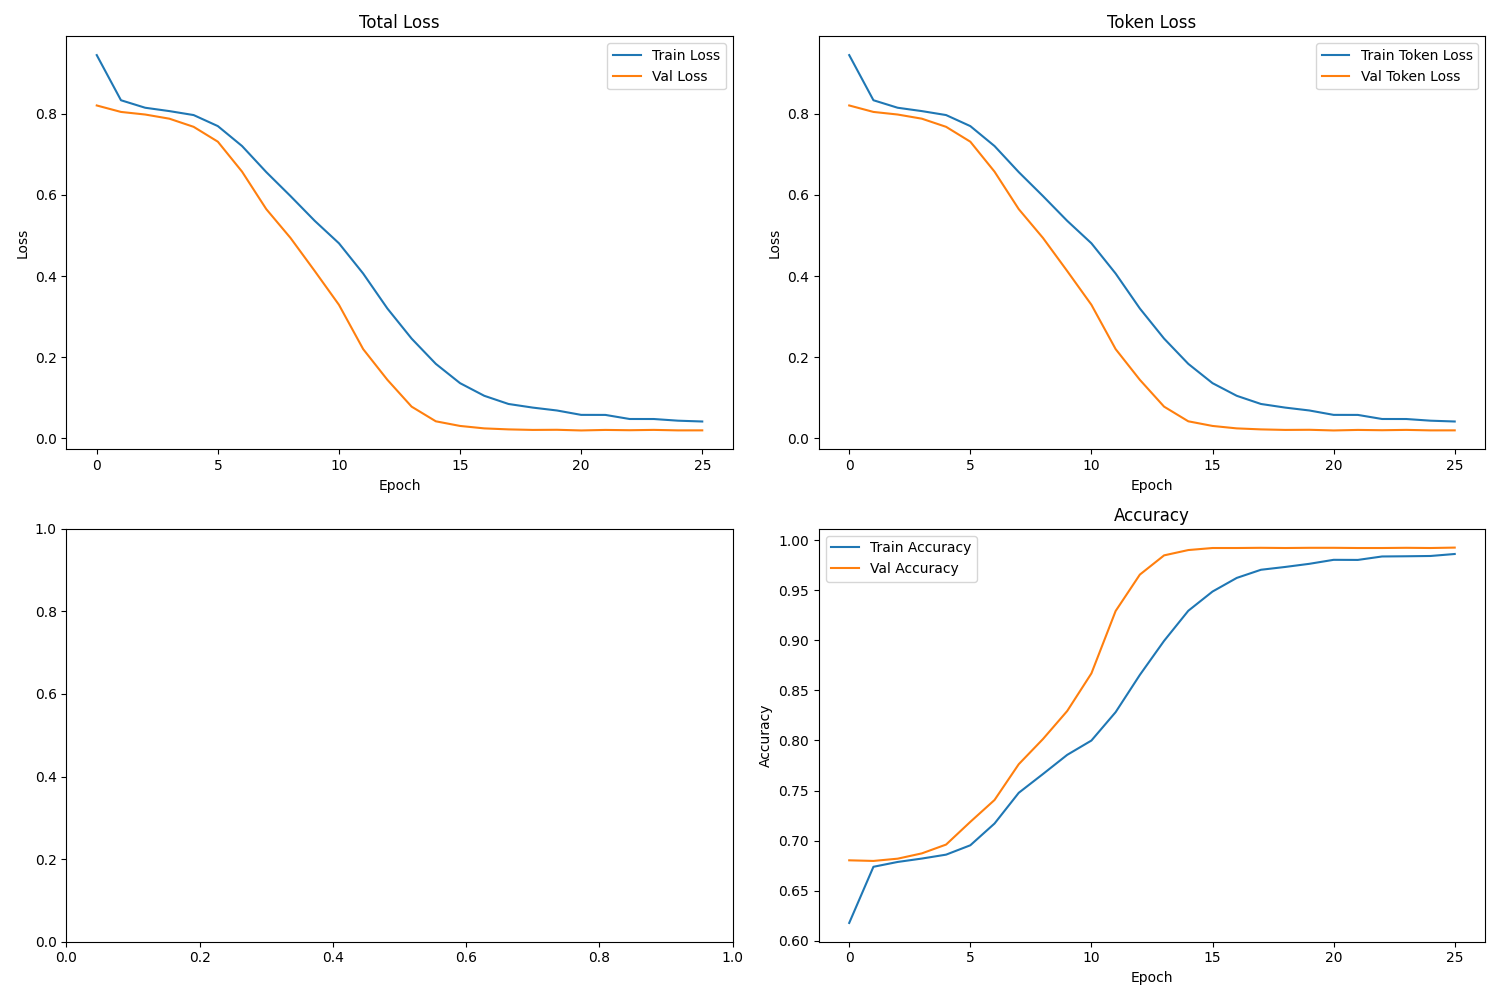 Total Loss
Train Loss
Val Loss
Loss
0.8
0.6
0.4
0.2
0.0
0 5 10 15 20 25
Epoch
Token Loss
Train Token Loss
Val Token Loss
Loss
0.8
0.6
0.4
0.2
0.0
0 5 10 15 20 25
Epoch
1.0
0.8
0.6
0.4
0.2
0.0
0.0 0.2 0.4 0.6 0.8 1.0
Accuracy
Train Accuracy
Val Accuracy
Accuracy
1.00
0.95
0.90
0.85
0.80
0.75
0.70
0.65
0.60
0 5 10 15 20 25
Epoch